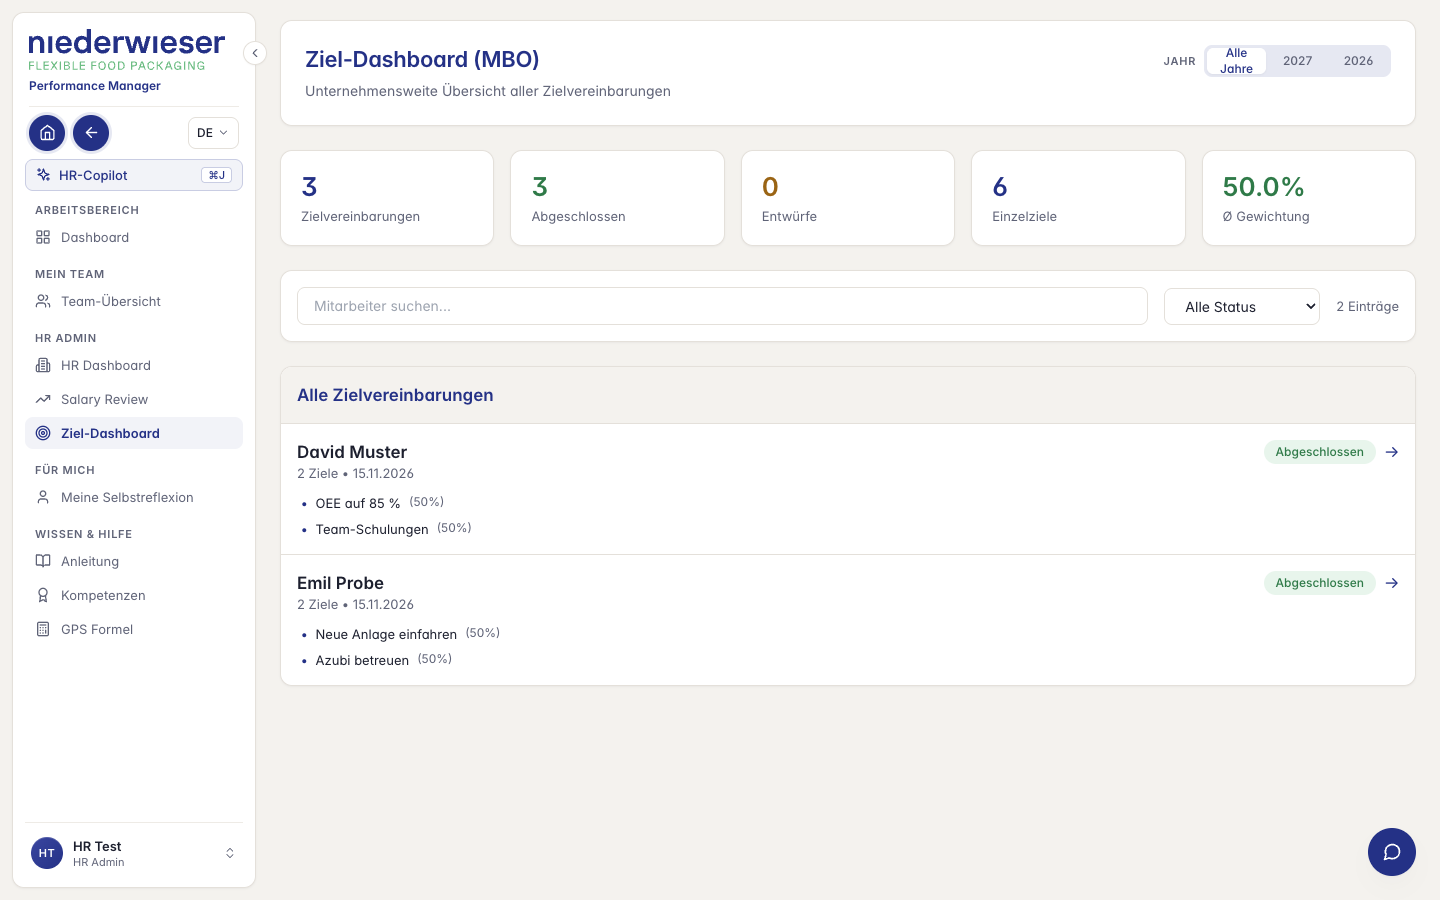 niederwieser
FLEXIBLE FOOD PACKAGING
Performance Manager
DE
HR-Copilot ⌘J
ARBEITSBEREICH
Dashboard
MEIN TEAM
Team-Übersicht
HR ADMIN
HR Dashboard
Salary Review
Ziel-Dashboard
FÜR MICH
Meine Selbstreflexion
WISSEN & HILFE
Anleitung
Kompetenzen
GPS Formel
HT
HR Test
HR Admin
Ziel-Dashboard (MBO)
Unternehmensweite Übersicht aller Zielvereinbarungen
JAHR
Alle
Jahre
2027
2026
3
Zielvereinbarungen
3
Abgeschlossen
0
Entwürfe
6
Einzelziele
50.0%
Ø Gewichtung
Mitarbeiter suchen...
Alle Status
2 Einträge
Alle Zielvereinbarungen
David Muster
Abgeschlossen
2 Ziele • 15.11.2026
• OEE auf 85 % (50%)
• Team-Schulungen (50%)
Emil Probe
Abgeschlossen
2 Ziele • 15.11.2026
• Neue Anlage einfahren (50%)
• Azubi betreuen (50%)